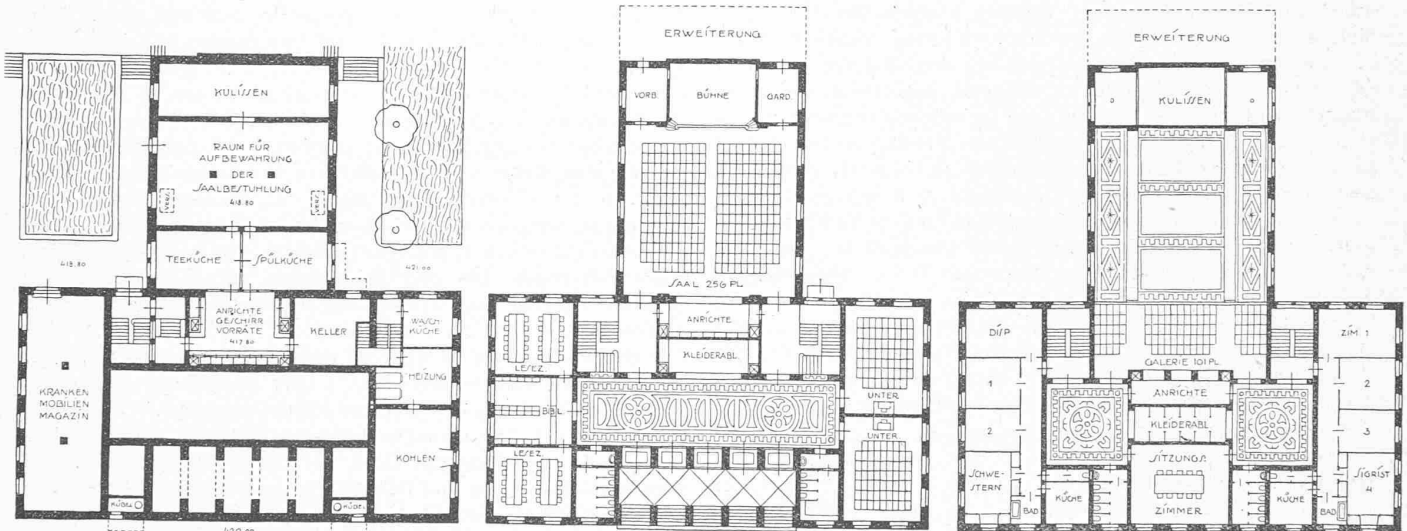 KULISSEN
RAUM FÜR
AUFBEWAHRUNG
DER
SAALBESTUHLUNG
418.80
TEEKÜCHE
SPÜLKÜCHE
418.80
421.00
ANRICHTE
GESCHIRR
VORRÄTE
417.80
KELLER
WASCH-
KÜCHE
HEIZUNG
KRANKEN
MOBILIEN
MAGAZIN
KOHLEN
KÜBEL
KÜBEL
ERWEITERUNG
VORB.
BÜHNE
GARD.
SAAL 256 PL.
ANRICHTE
KLEIDERABL.
LESEZ.
BIBL.
LESEZ.
UNTER.
UNTER.
ERWEITERUNG
KULISSEN
GALERIE 101 PL.
DISP.
1
2
SCHWE-
STERN
ANRICHTE
KLEIDERABL.
SITZUNGS-
ZIMMER
KÜCHE
BAD
KÜCHE
BAD
ZIM. 1
2
3
SIGRIST
4